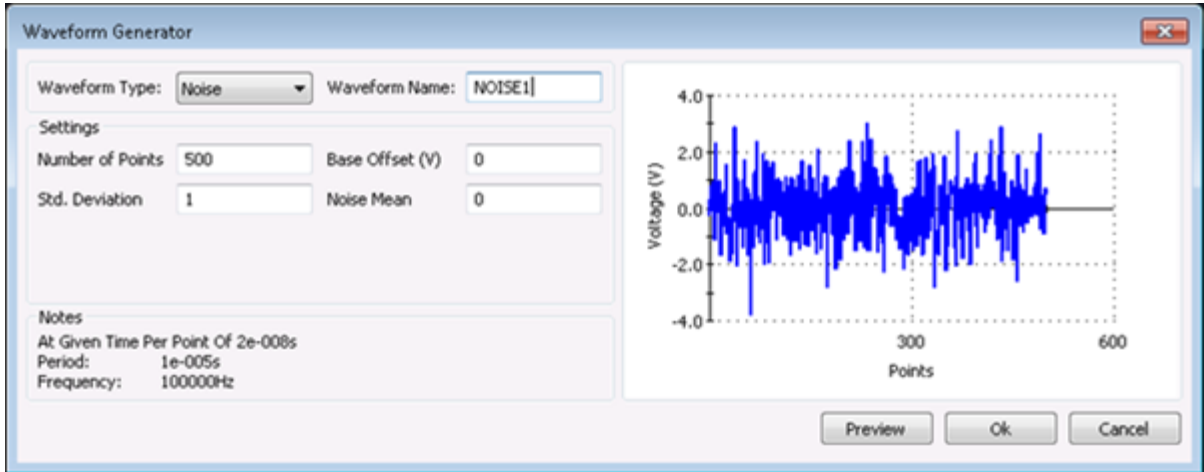 Waveform Generator
Waveform Type: Noise Waveform Name: NOISE1
Settings
Number of Points 500 Base Offset (V) 0
Std. Deviation 1 Noise Mean 0
Notes
At Given Time Per Point Of 2e-008s
Period: 1e-005s
Frequency: 100000Hz
4.0
2.0
0.0
-2.0
-4.0
Voltage (V)
300 600
Points
Preview Ok Cancel